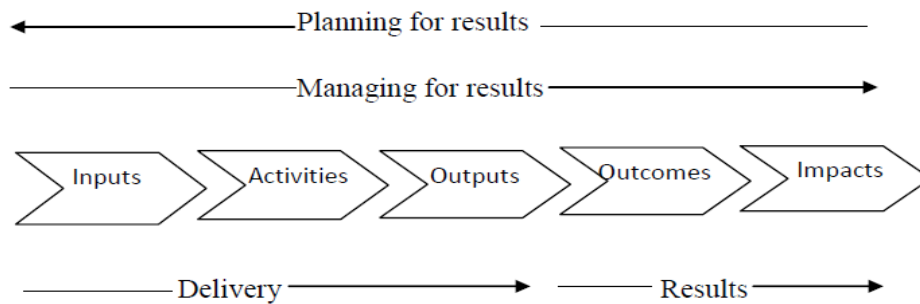 Planning for results
Managing for results
Inputs Activities Outputs Outcomes Impacts
Delivery Results